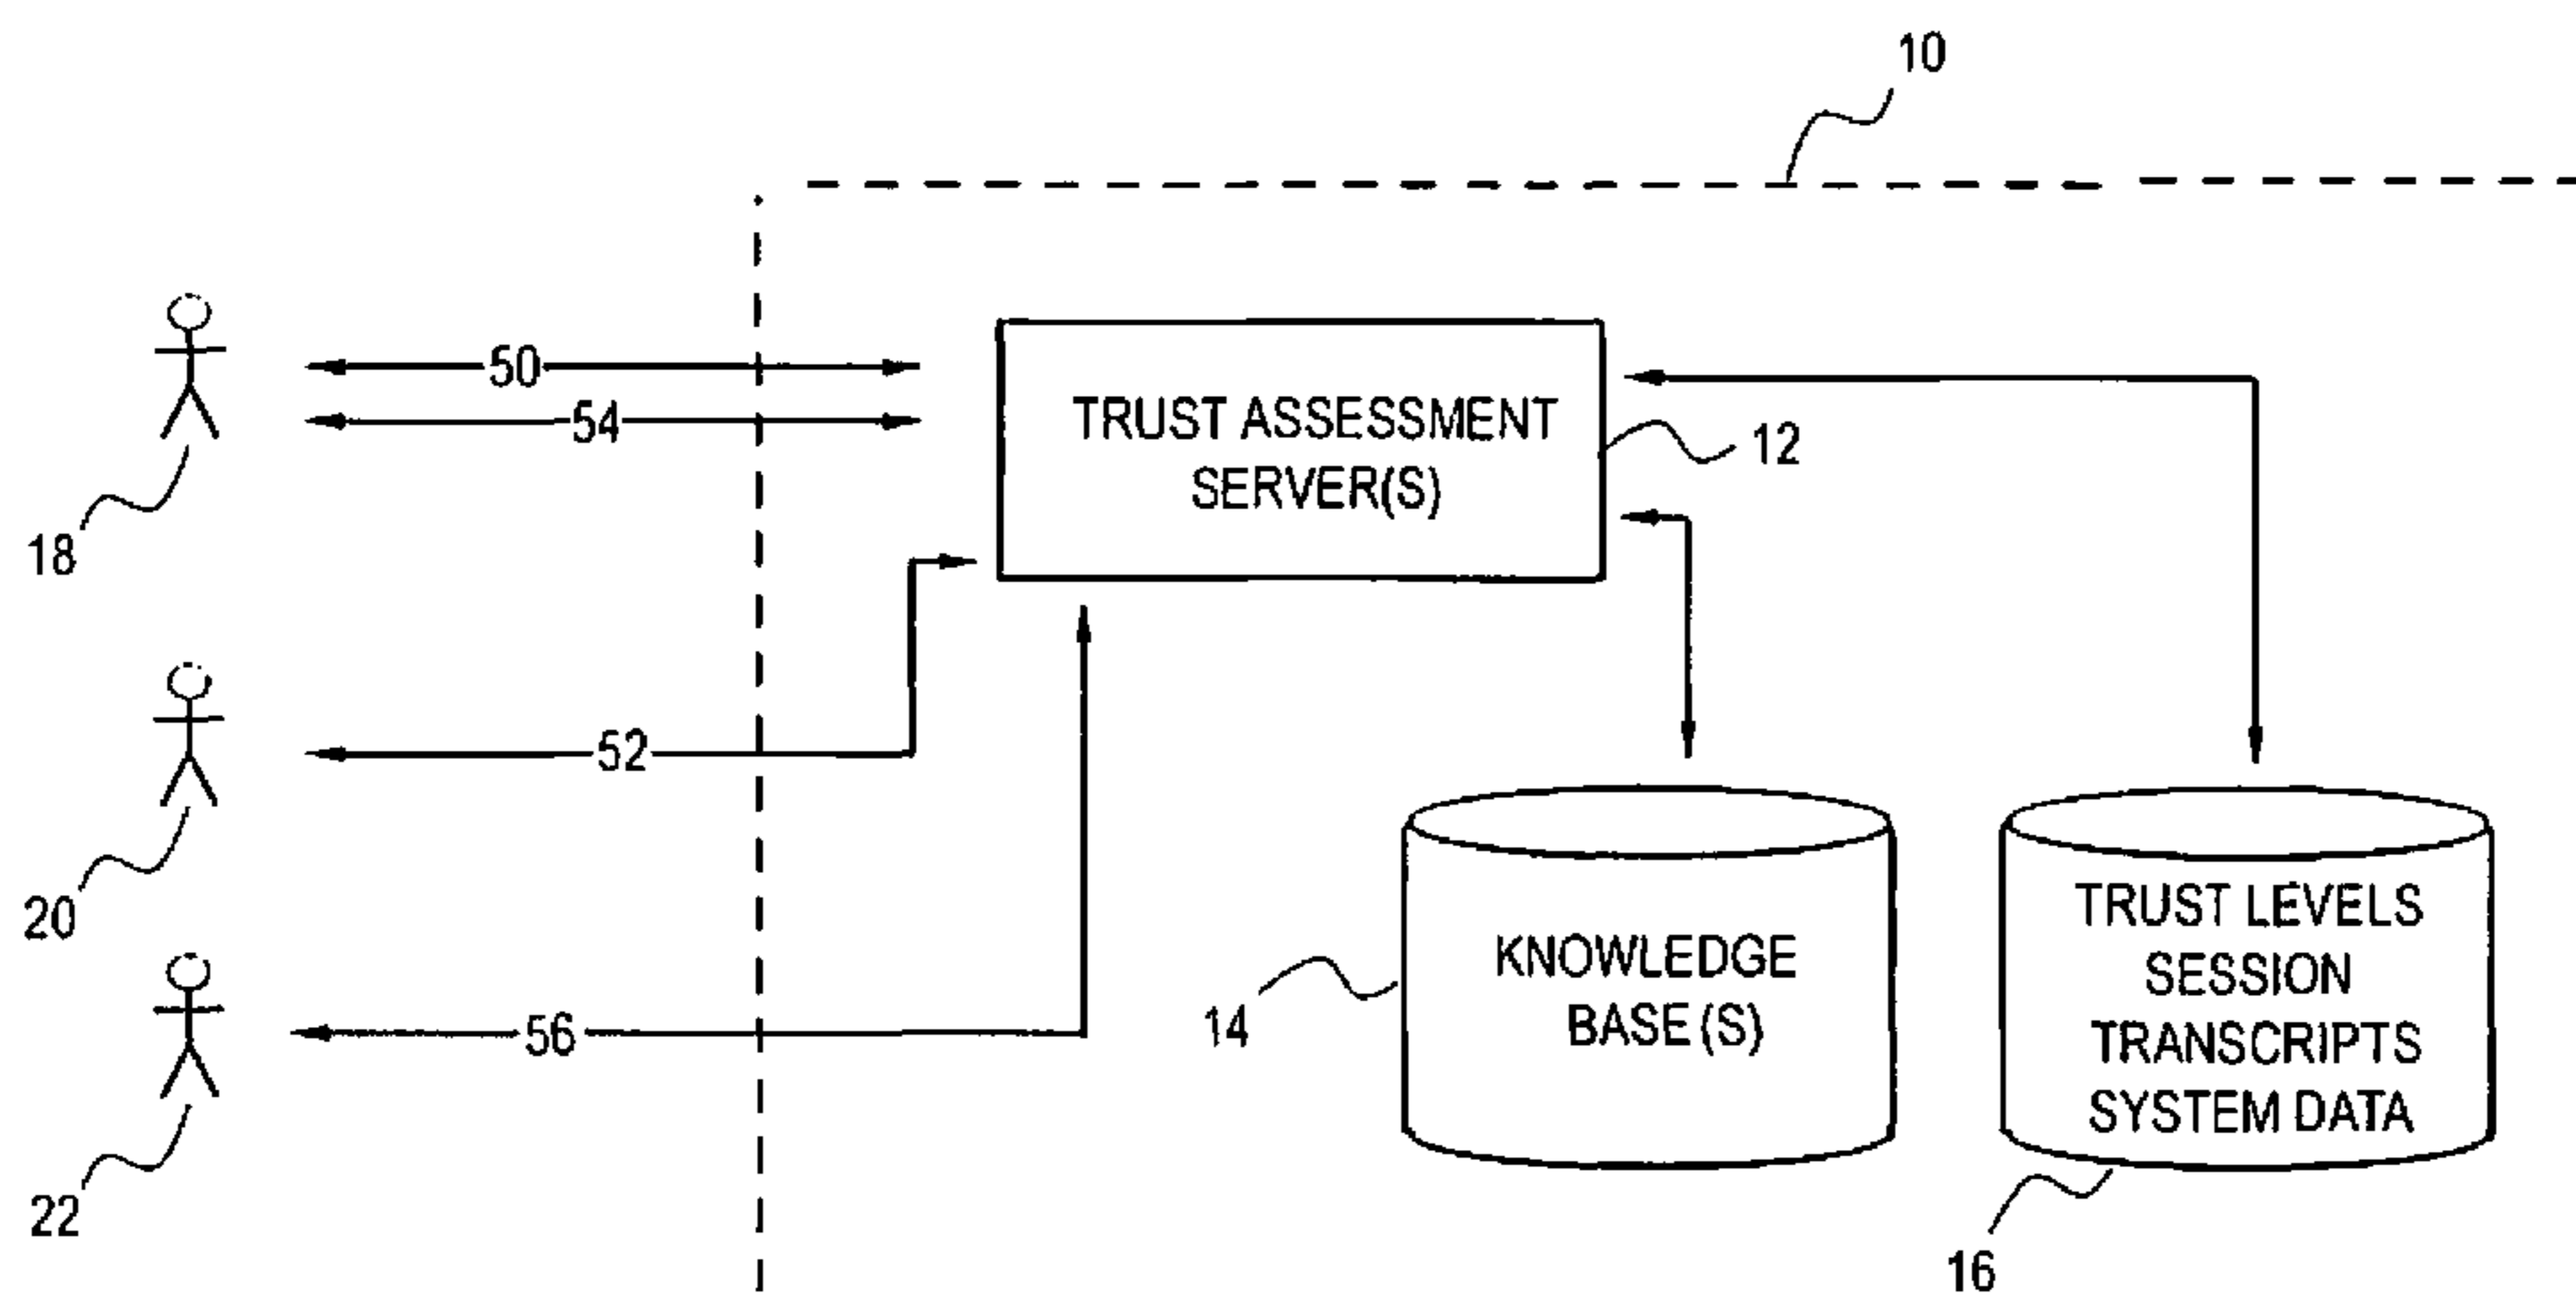 10
50
54
TRUST ASSESSMENT
SERVER(S)
12
18
52
20
56
22
KNOWLEDGE
BASE (S)
14
TRUST LEVELS
SESSION
TRANSCRIPTS
SYSTEM DATA
16